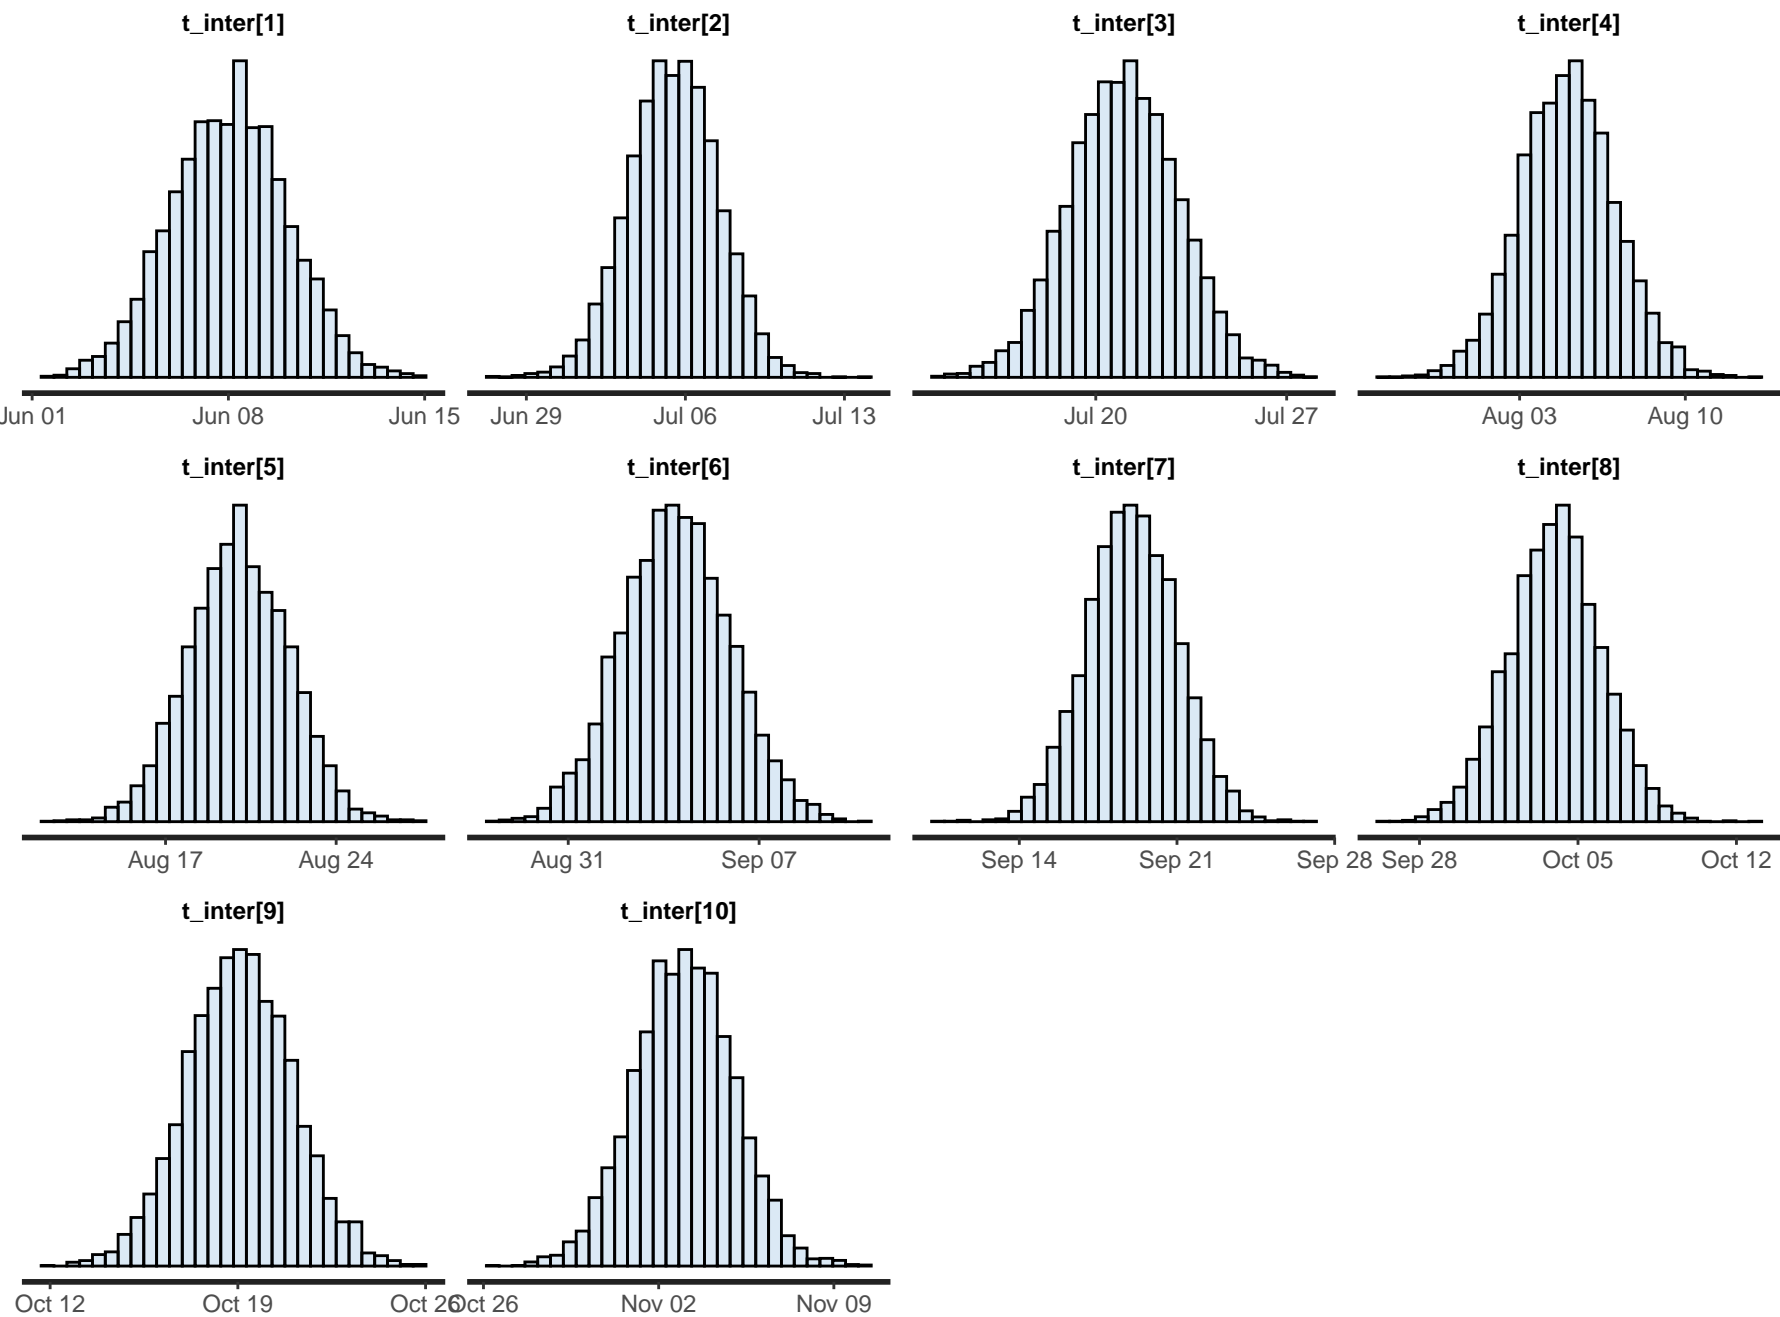 t_inter[1] t_inter[2] t_inter[3] t_inter[4]
Jun 01 Jun 08 Jun 15 Jun 29 Jul 06 Jul 13 Jul 20 Jul 27 Aug 03 Aug 10
t_inter[5] t_inter[6] t_inter[7] t_inter[8]
Aug 17 Aug 24 Aug 31 Sep 07 Sep 14 Sep 21 Sep 28 Sep 28 Oct 05 Oct 12
t_inter[9] t_inter[10]
Oct 12 Oct 19 Oct 26 Oct 26 Nov 02 Nov 09